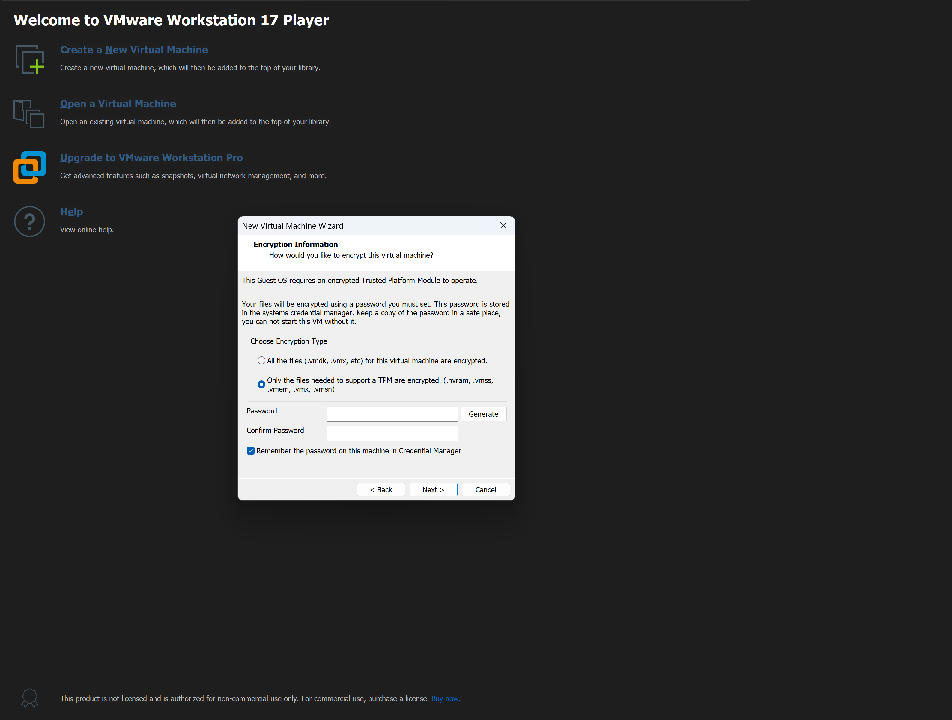 Welcome to VMware Workstation 17 Player
Create a New Virtual Machine
Create a new virtual machine, which will then be added to the top of your library.
Open a Virtual Machine
Open an existing virtual machine, which will then be added to the top of your library.
Upgrade to VMware Workstation Pro
Get advanced features such as snapshots, virtual network management, and more.
?
Help
View online help.
New Virtual Machine Wizard
Encryption Information
How would you like to encrypt this virtual machine?
This Guest OS requires an encrypted Trusted Platform Module to operate.
Your files will be encrypted using a password you must set. This password is stored
in the systems credential manager. Keep a copy of the password in a safe place,
you can not start this VM without it.
Choose Encryption Type
All the files (.vmdk, .vmx, etc) for this virtual machine are encrypted.
Only the files needed to support a TPM are encrypted. (.nvram, .vmss,
.vmem, .vmx, .vmsn)
Password
Generate
Confirm Password
Remember the password on this machine in Credential Manager
< Back
Next >
Cancel
This product is not licensed and is authorized for non-commercial use only. For commercial use, purchase a license. Buy now.